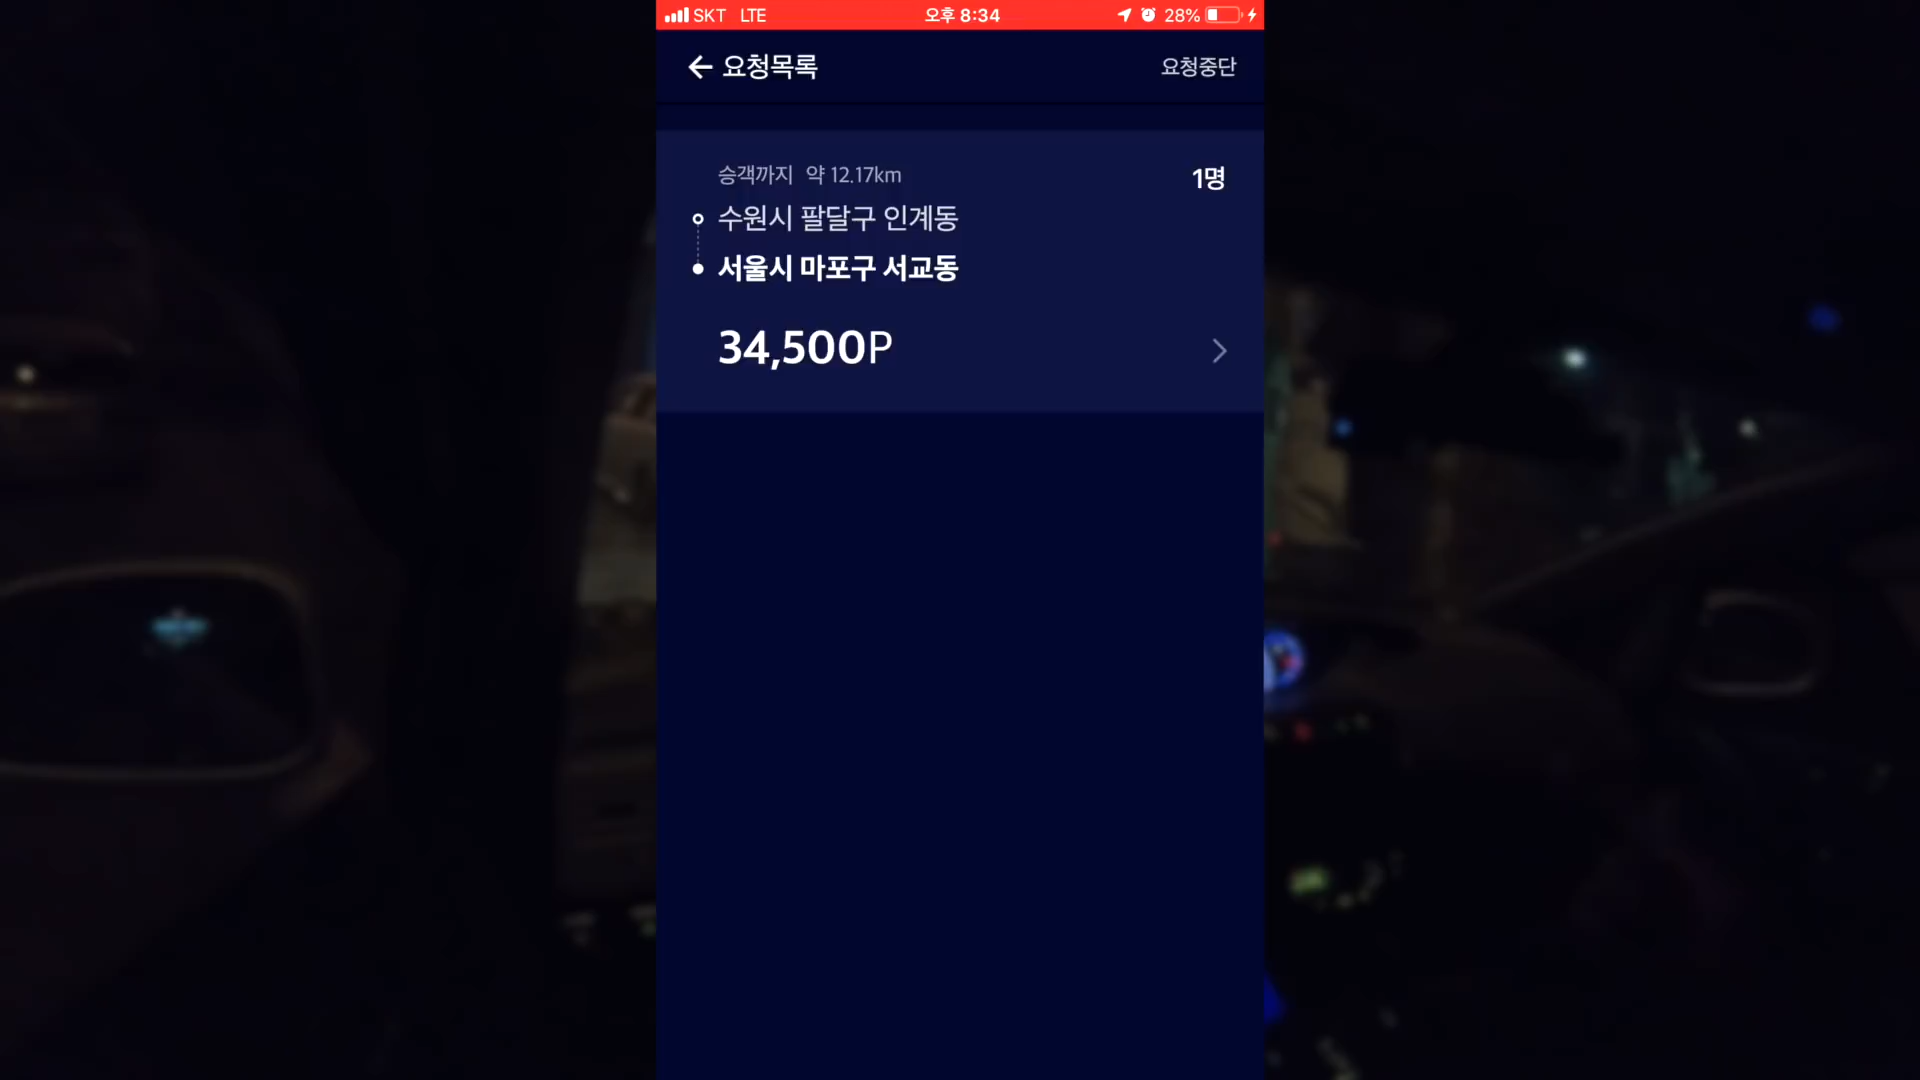 SKT LTE 오후 8:34 28%
요청목록 요청중단
승객까지 약 12.17km 1명
수원시 팔달구 인계동
서울시 마포구 서교동
34,500P